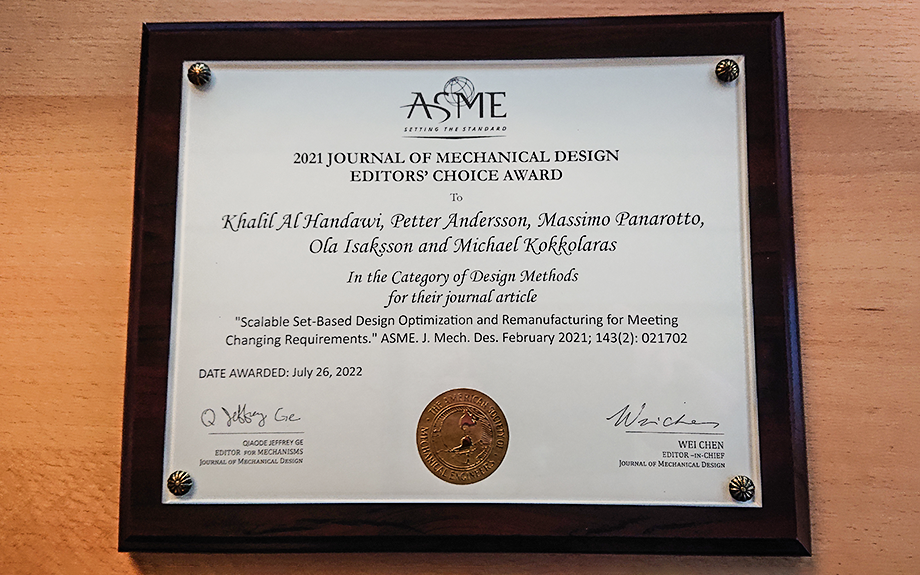 ASME
SETTING THE STANDARD
2021 JOURNAL OF MECHANICAL DESIGN
EDITORS' CHOICE AWARD
To
Khalil Al Handawi, Petter Andersson, Massimo Panarotto,
Ola Isaksson and Michael Kokkolaras
In the Category of Design Methods
for their journal article
"Scalable Set-Based Design Optimization and Remanufacturing for Meeting
Changing Requirements." ASME. J. Mech. Des. February 2021; 143(2): 021702
DATE AWARDED: July 26, 2022
Q Jeffrey Ge
QIAODE JEFFREY GE
EDITOR FOR MECHANISMS
JOURNAL OF MECHANICAL DESIGN
THE AMERICAN SOCIETY OF
MECHANICAL ENGINEERS
Wei Chen
WEI CHEN
EDITOR -IN-CHIEF
JOURNAL OF MECHANICAL DESIGN